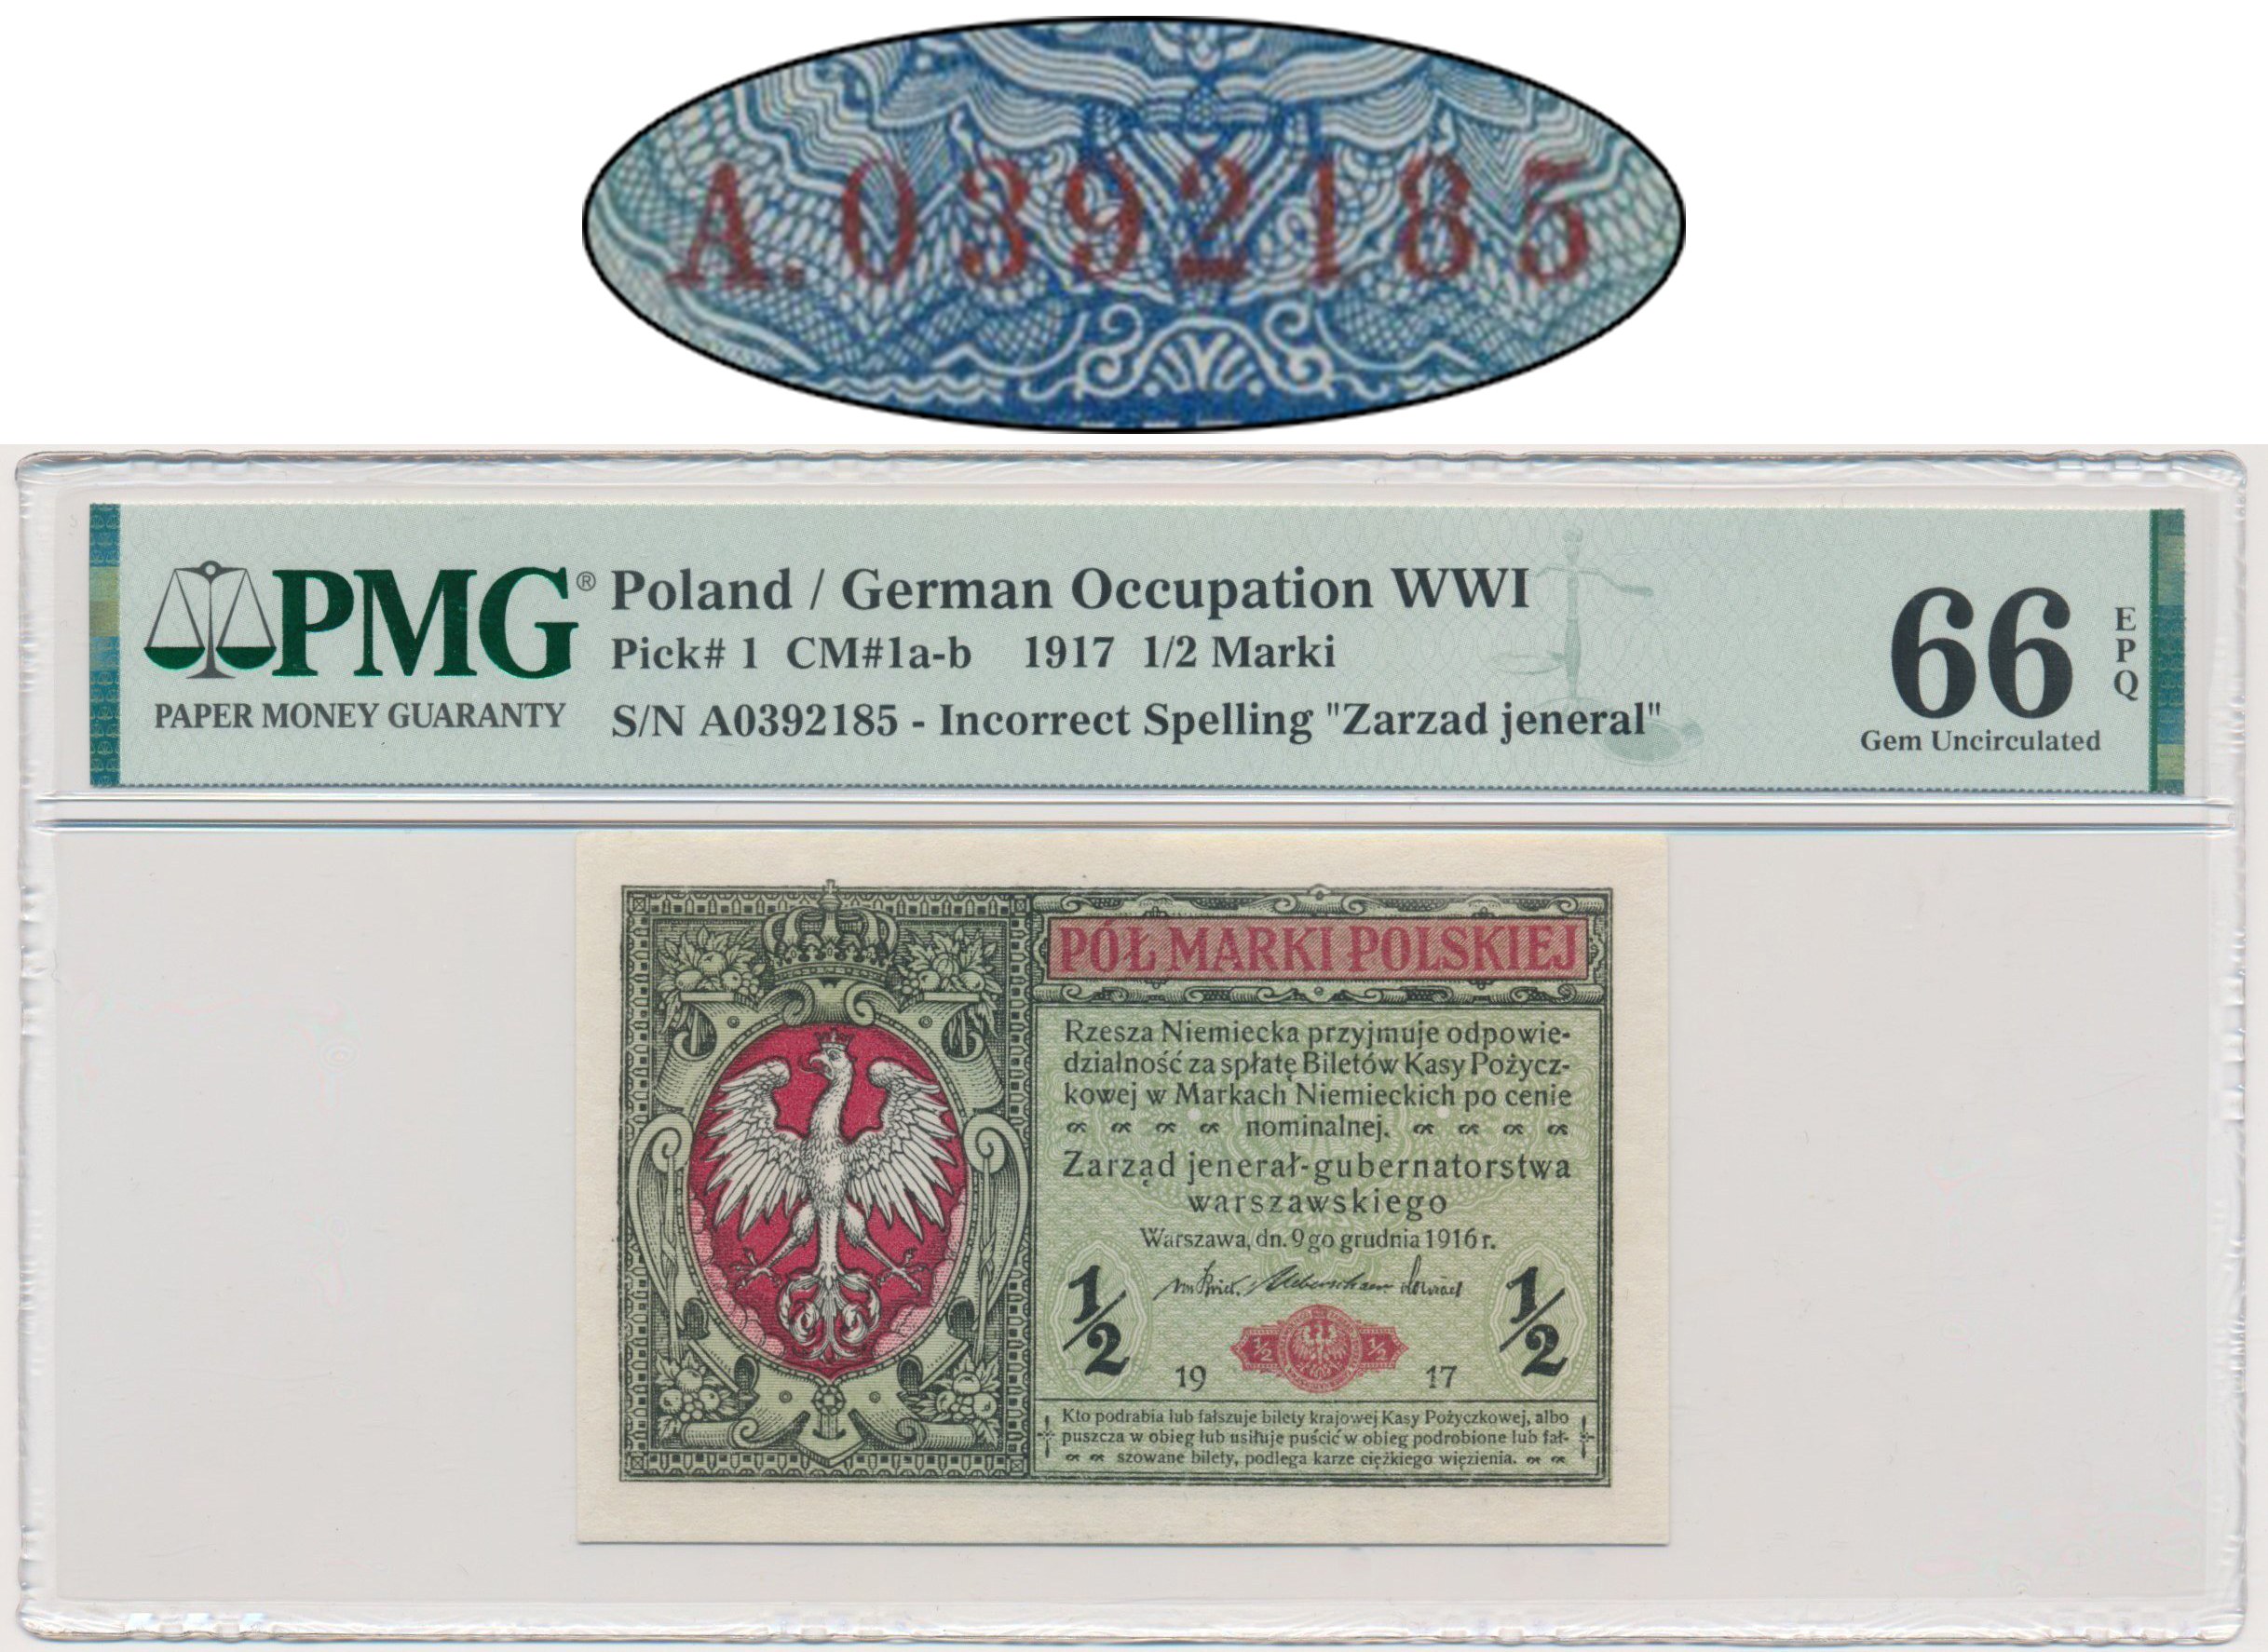 A.0392185
PMG® Poland / German Occupation WWI
Pick# 1 CM#1a-b 1917 1/2 Marki
PAPER MONEY GUARANTY
S/N A0392185 - Incorrect Spelling "Zarzad jeneral"
66
EPQ
Gem Uncirculated
PÓŁ MARKI POLSKIEJ
Rzesza Niemiecka przyjmuje odpowie-
dzialność za spłatę Biletów Kasy Pożycz-
kowej w Markach Niemieckich po cenie
nominalnej.
Zarząd jenerał-gubernatorstwa
warszawskiego
Warszawa, dn. 9go grudnia 1916 r.
1/2 1/2
1/2 1/2
19 17
Kto podrabia lub fałszuje bilety krajowej Kasy Pożyczkowej, albo
puszcza w obieg lub usiłuje puścić w obieg podrobione lub fał-
szowane bilety, podlega karze ciężkiego więzienia.